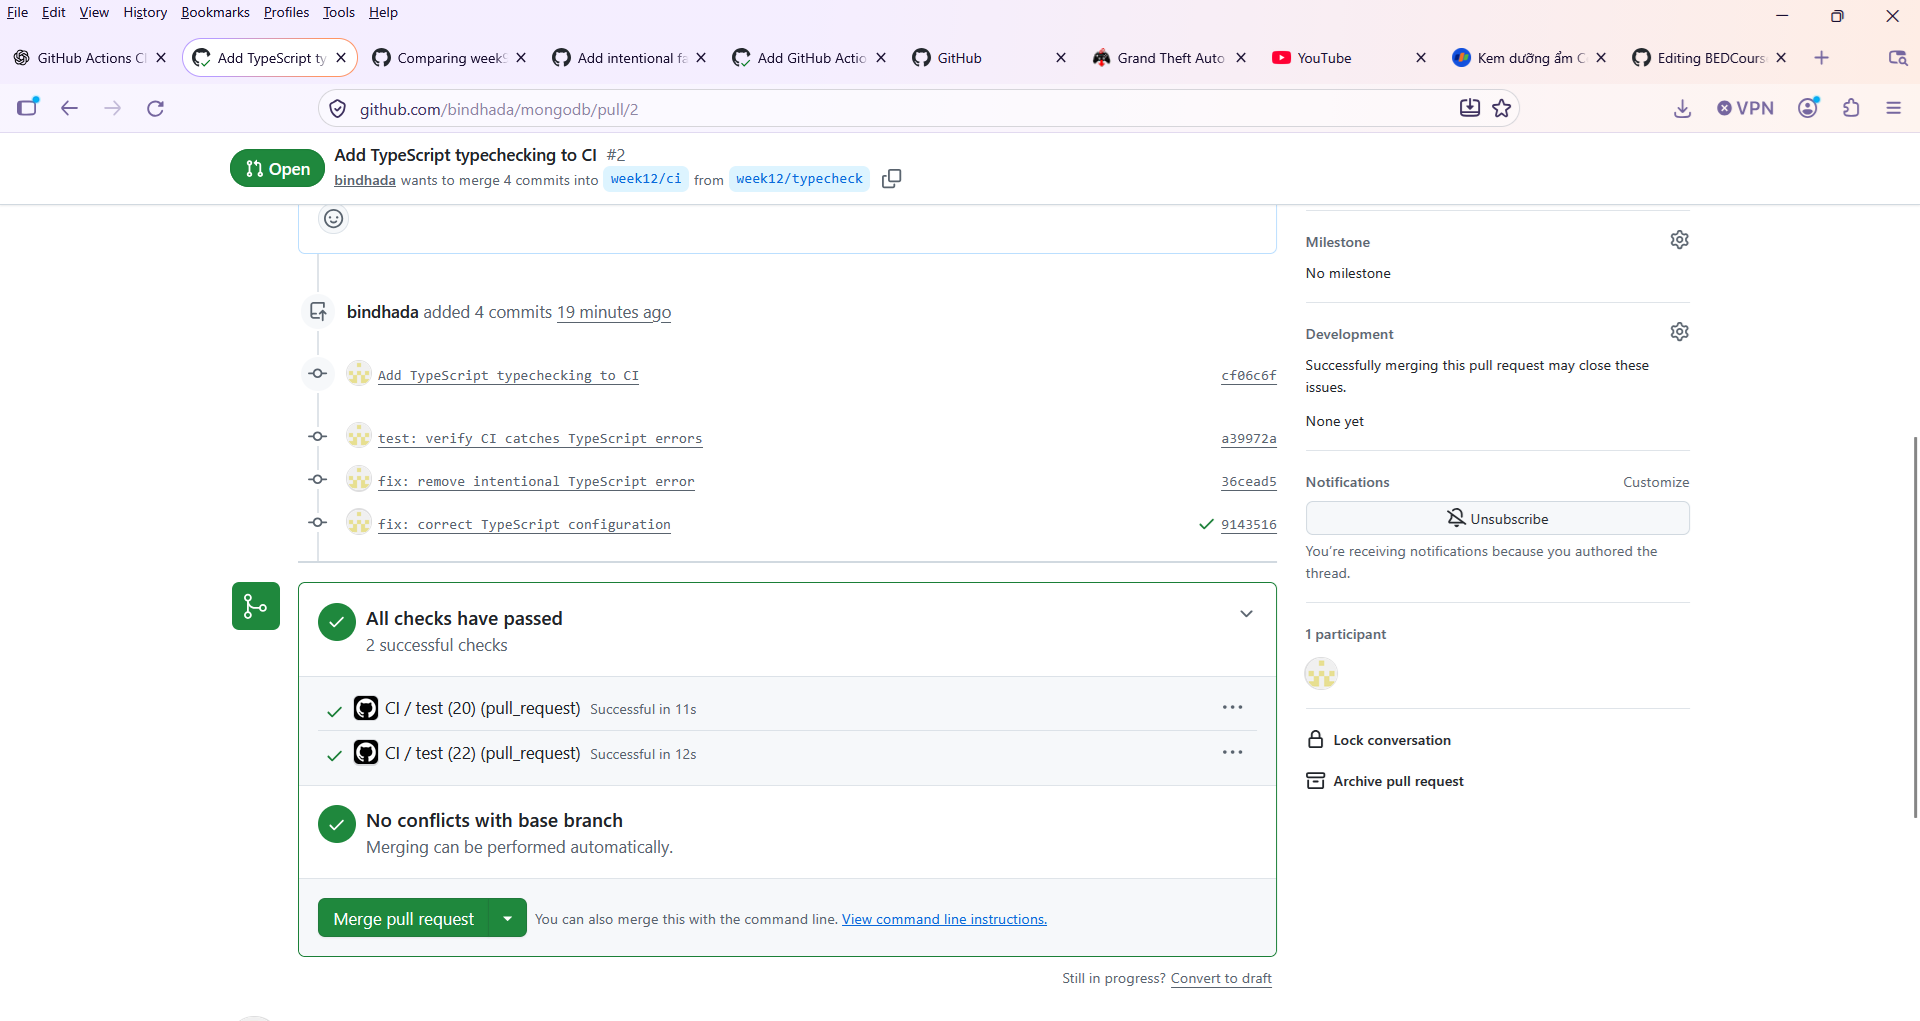 File Edit View History Bookmarks Profiles Tools Help
GitHub Actions CI
Add TypeScript ty
Comparing week
Add intentional fa
Add GitHub Actio
GitHub
Grand Theft Auto
YouTube
Kem dưỡng ẩm C
Editing BEDCours
github.com/bindhada/mongodb/pull/2
VPN
Open
Add TypeScript typechecking to CI #2
bindhada wants to merge 4 commits into week12/ci from week12/typecheck
bindhada added 4 commits 19 minutes ago
Add TypeScript typechecking to CI cf06c6f
test: verify CI catches TypeScript errors a39972a
fix: remove intentional TypeScript error 36cead5
fix: correct TypeScript configuration 9143516
All checks have passed
2 successful checks
CI / test (20) (pull_request) Successful in 11s
CI / test (22) (pull_request) Successful in 12s
No conflicts with base branch
Merging can be performed automatically.
Merge pull request
You can also merge this with the command line. View command line instructions.
Still in progress? Convert to draft
Milestone
No milestone
Development
Successfully merging this pull request may close these
issues.
None yet
Notifications Customize
Unsubscribe
You're receiving notifications because you authored the
thread.
1 participant
Lock conversation
Archive pull request